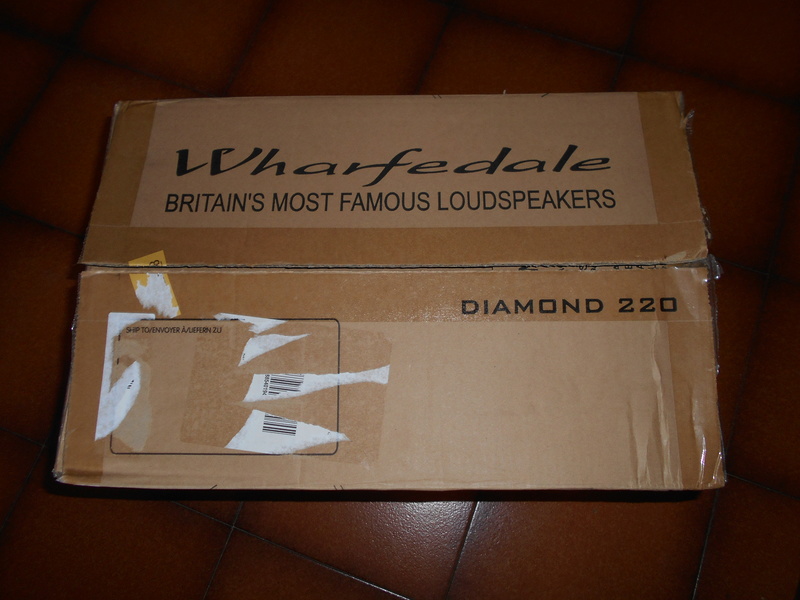 Wharfedale
BRITAIN'S MOST FAMOUS LOUDSPEAKERS
DIAMOND 220
SHIP TO/ENVOYER À/LIEFERN ZU